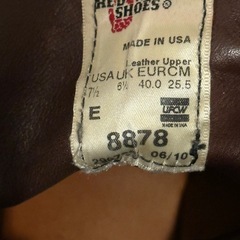 RED
SHOES®
MADE IN USA
Leather Upper
USA UK EUR CM
7½ 6½ 40.0 25.5
E
UFCW
MADE IN USA
8878
06/10